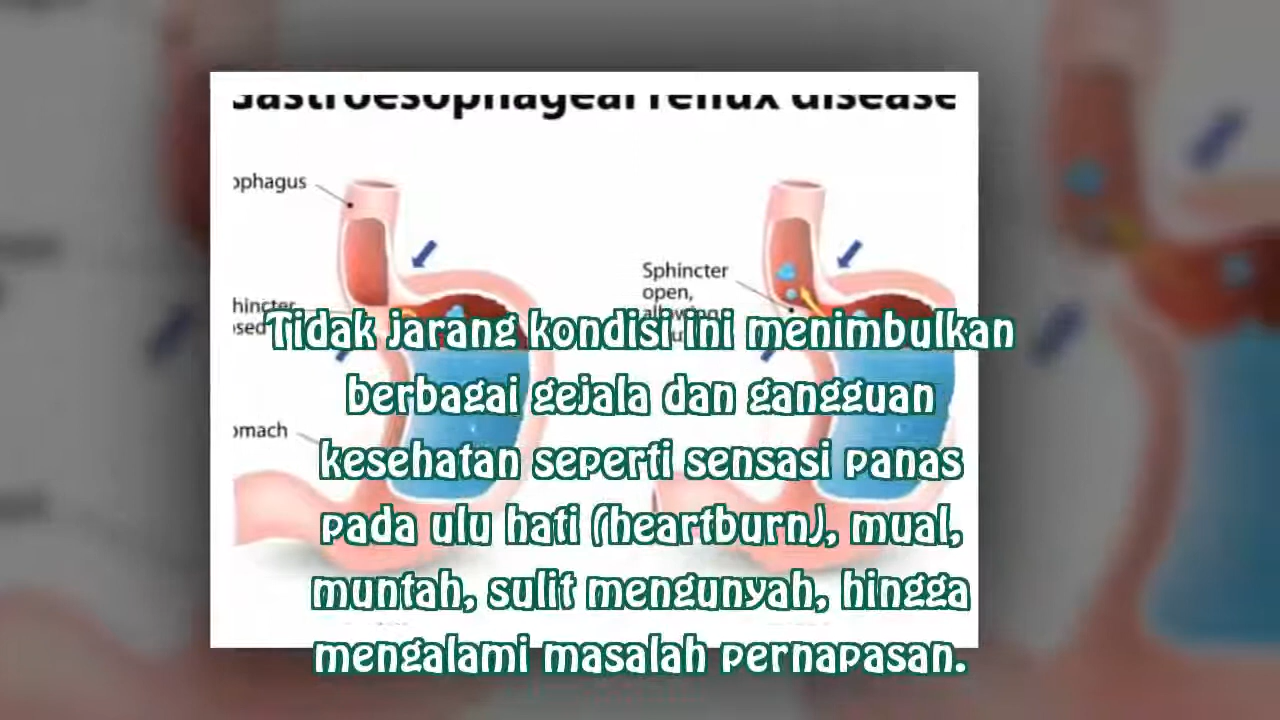 Gastroesophageal reflux disease
ophagus
Sphincter
open,
hincter
sed
omach
Tidak jarang kondisi ini menimbulkan
berbagai gejala dan gangguan
kesehatan seperti sensasi panas
pada ulu hati (heartburn), mual,
muntah, sulit mengunyah, hingga
mengalami masalah pernapasan.